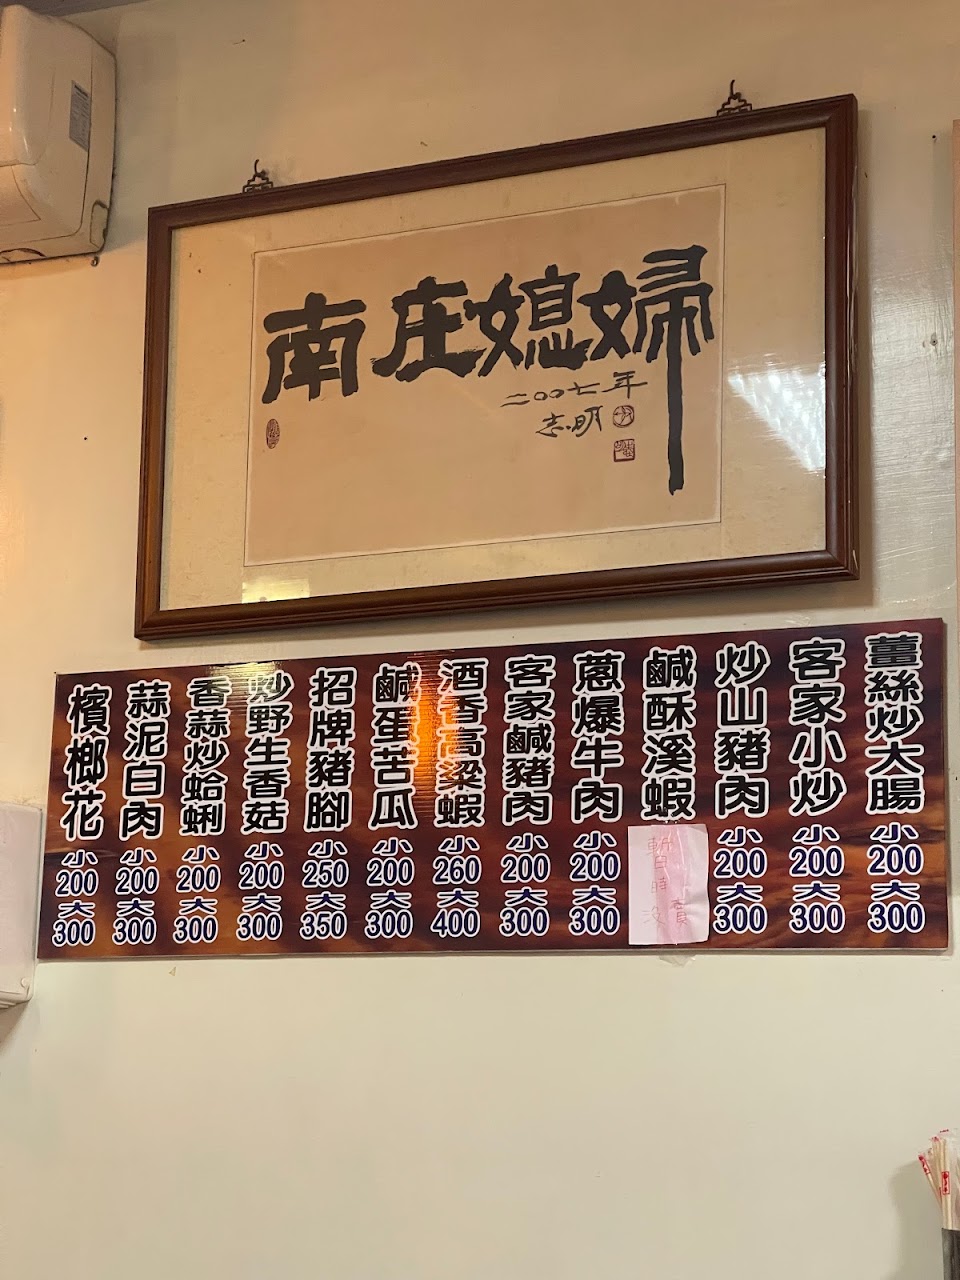 南庄媳婦
二〇〇七年
志明
薑絲炒大腸 小200 大300
客家小炒 小200 大300
炒山豬肉 小200 大300
鹹酥溪蝦
暫時沒賣
蔥爆牛肉 小200 大300
客家鹹豬肉 小200 大300
酒香高粱蝦 小260 大400
鹹蛋苦瓜 小200 大300
招牌豬腳 小250 大350
炒野生香菇 小200 大300
香蒜炒蛤蜊 小200 大300
蒜泥白肉 小200 大300
檳榔花 小200 大300